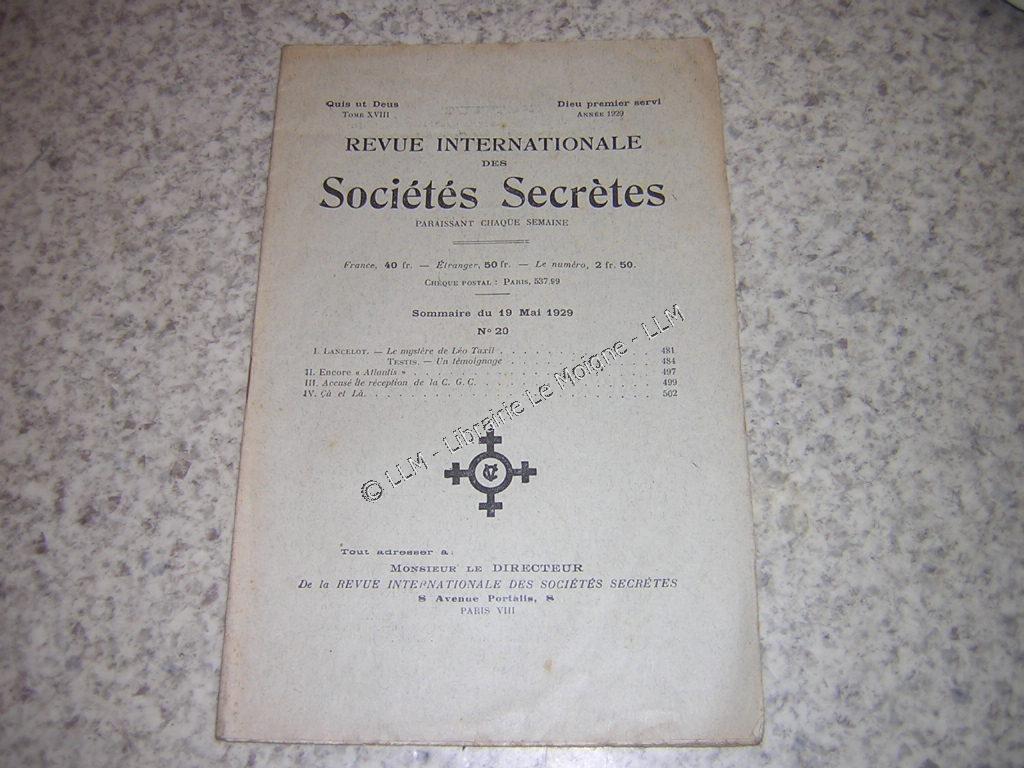 Quis ut Deus Dieu premier servi
TOME XVIII ANNÉE 1929
REVUE INTERNATIONALE
DES
Sociétés Secrètes
PARAISSANT CHAQUE SEMAINE
France, 40 fr. — Étranger, 50 fr. — Le numéro, 2 fr. 50.
CHÈQUE POSTAL : PARIS, 537.99
Sommaire du 19 Mai 1929
N° 20
I. LANCELOT. — Le mystère de Léo Taxil . . . . . . . . . . . . . . 481
TESTIS. — Un témoignage . . . . . . . . . . . . . . 484
II. Encore « Atlantis » . . . . . . . . . . . . . . 497
III. Accusé de réception de la C. G. C. . . . . . . . . . . . . . . 499
IV. Çà et Là. . . . . . . . . . . . . . . 502
© LLM - Librairie Le Moigne - LLM
Tout adresser à:
MONSIEUR LE DIRECTEUR
De la REVUE INTERNATIONALE DES SOCIÉTÉS SECRÈTES
8 Avenue Portalis, 8
PARIS VIII